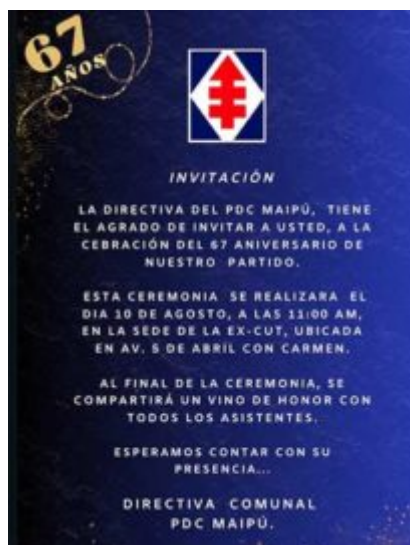 67
AÑOS
INVITACIÓN
LA DIRECTIVA DEL PDC MAIPÚ, TIENE
EL AGRADO DE INVITAR A USTED, A LA
CEBRACIÓN DEL 67 ANIVERSARIO DE
NUESTRO PARTIDO.
ESTA CEREMONIA SE REALIZARA EL
DIA 10 DE AGOSTO, A LAS 11:00 AM,
EN LA SEDE DE LA EX-CUT, UBICADA
EN AV. 5 DE ABRIL CON CARMEN.
AL FINAL DE LA CEREMONIA, SE
COMPARTIRÁ UN VINO DE HONOR CON
TODOS LOS ASISTENTES.
ESPERAMOS CONTAR CON SU
PRESENCIA...
DIRECTIVA COMUNAL
PDC MAIPÚ.